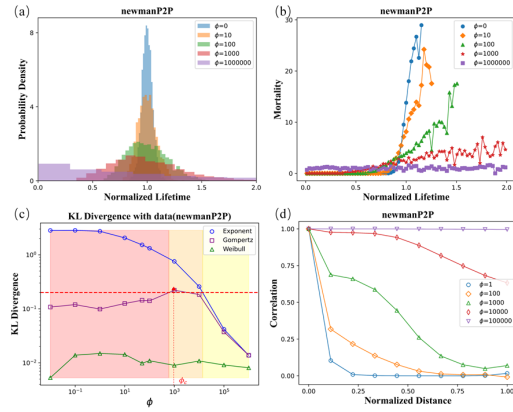 (a)
newmanP2P
Probability Density
8
4
0
ϕ=0
ϕ=10
ϕ=100
ϕ=1000
ϕ=1000000
0.0
0.5
1.0
1.5
2.0
Normalized Lifetime
(b)
newmanP2P
Mortality
30
20
10
0
ϕ=0
ϕ=10
ϕ=100
ϕ=1000
ϕ=1000000
0.0
0.5
1.0
1.5
2.0
Normalized Lifetime
(c)
KL Divergence with data(newmanP2P)
KL Divergence
10⁰
10⁻¹
10⁻²
Exponent
Gompertz
Weibull
10⁻¹
10¹
10³
10⁵
ϕc
ϕ
(d)
newmanP2P
Correlation
1.00
0.75
0.50
0.25
0.00
ϕ=1
ϕ=100
ϕ=1000
ϕ=10000
ϕ=100000
0.00
0.25
0.50
0.75
1.00
Normalized Distance